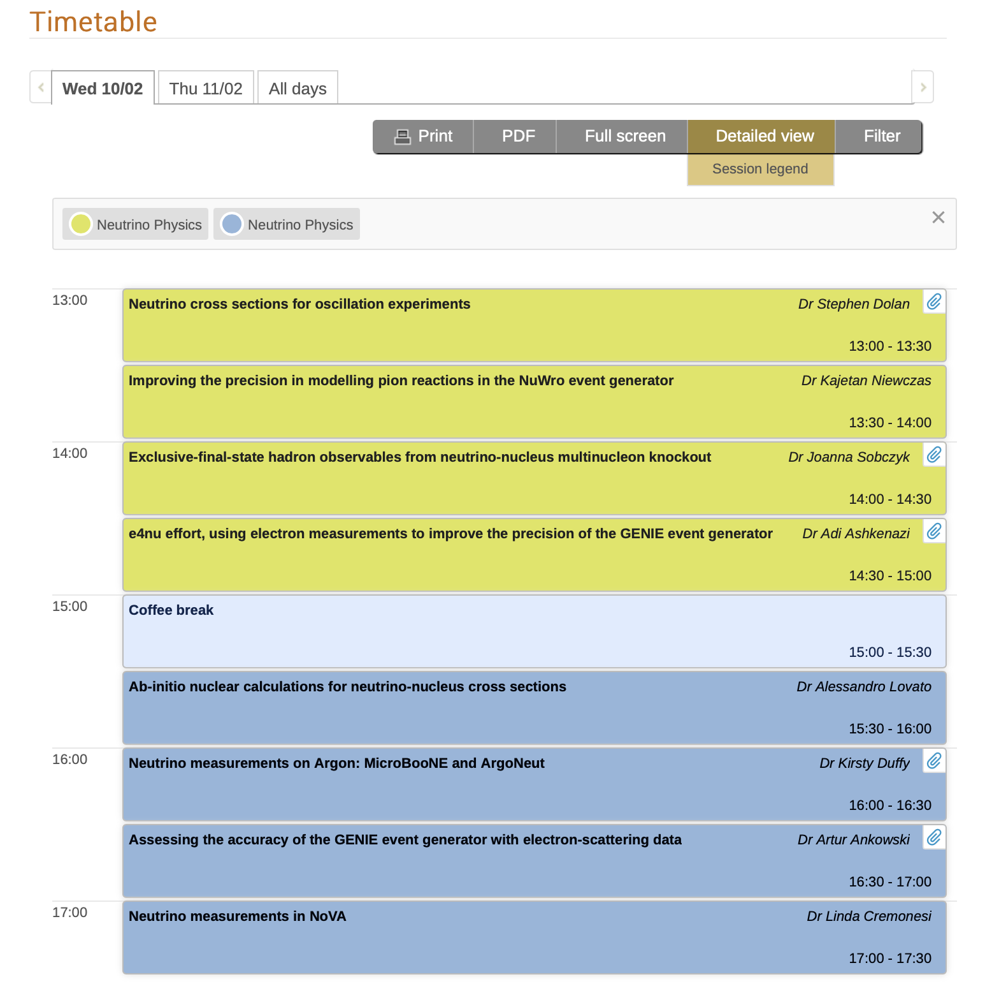 Timetable
Wed 10/02 Thu 11/02 All days
Print PDF Full screen Detailed view Filter
Session legend
Neutrino Physics Neutrino Physics
13:00 Neutrino cross sections for oscillation experiments Dr Stephen Dolan
13:00 - 13:30
Improving the precision in modelling pion reactions in the NuWro event generator Dr Kajetan Niewczas
13:30 - 14:00
14:00 Exclusive-final-state hadron observables from neutrino-nucleus multinucleon knockout Dr Joanna Sobczyk
14:00 - 14:30
e4nu effort, using electron measurements to improve the precision of the GENIE event generator Dr Adi Ashkenazi
14:30 - 15:00
15:00 Coffee break
15:00 - 15:30
Ab-initio nuclear calculations for neutrino-nucleus cross sections Dr Alessandro Lovato
15:30 - 16:00
16:00 Neutrino measurements on Argon: MicroBooNE and ArgoNeut Dr Kirsty Duffy
16:00 - 16:30
Assessing the accuracy of the GENIE event generator with electron-scattering data Dr Artur Ankowski
16:30 - 17:00
17:00 Neutrino measurements in NoVA Dr Linda Cremonesi
17:00 - 17:30